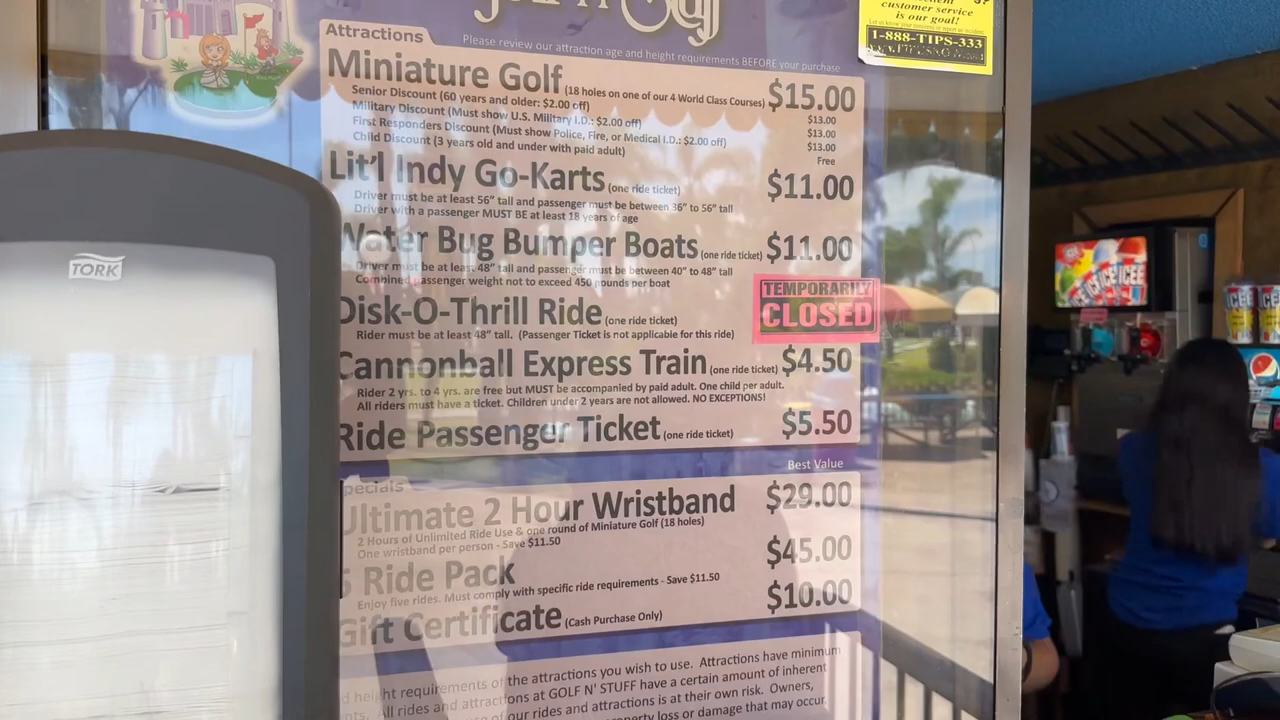 customer service
is our goal!
1-888-TIPS-333
Attractions
Please review our attraction age and height requirements BEFORE your purchase
Miniature Golf (18 holes on one of our 4 World Class Courses) $15.00
Senior Discount (60 years and older: $2.00 off) $13.00
Military Discount (Must show U.S. Military I.D.: $2.00 off) $13.00
First Responders Discount (Must show Police, Fire, or Medical I.D.: $2.00 off) $13.00
Child Discount (3 years old and under with paid adult) Free
Lit'l Indy Go-Karts (one ride ticket) $11.00
Driver must be at least 56" tall and passenger must be between 36" to 56" tall
Driver with a passenger MUST BE at least 18 years of age
Water Bug Bumper Boats (one ride ticket) $11.00
Driver must be at least 48" tall and passenger must be between 40" to 48" tall
Combined passenger weight not to exceed 450 pounds per boat
Disk-O-Thrill Ride (one ride ticket)
TEMPORARILY
CLOSED
Rider must be at least 48" tall. (Passenger Ticket is not applicable for this ride)
Cannonball Express Train (one ride ticket) $4.50
Rider 2 yrs. to 4 yrs. are free but MUST be accompanied by paid adult. One child per adult.
All riders must have a ticket. Children under 2 years are not allowed. NO EXCEPTIONS!
Ride Passenger Ticket (one ride ticket) $5.50
Best Value
pecials
Ultimate 2 Hour Wristband $29.00
2 Hours of Unlimited Ride Use & one round of Miniature Golf (18 holes)
One wristband per person - Save $11.50
5 Ride Pack $45.00
Enjoy five rides. Must comply with specific ride requirements - Save $11.50
Gift Certificate (Cash Purchase Only) $10.00
d height requirements of the attractions you wish to use. Attractions have minimum
All rides and attractions at GOLF N' STUFF have a certain amount of inherent
of our rides and attractions is at their own risk. Owners,
loss or damage that may occur
TORK
ICEE
ICEE
ICEE
ICEE